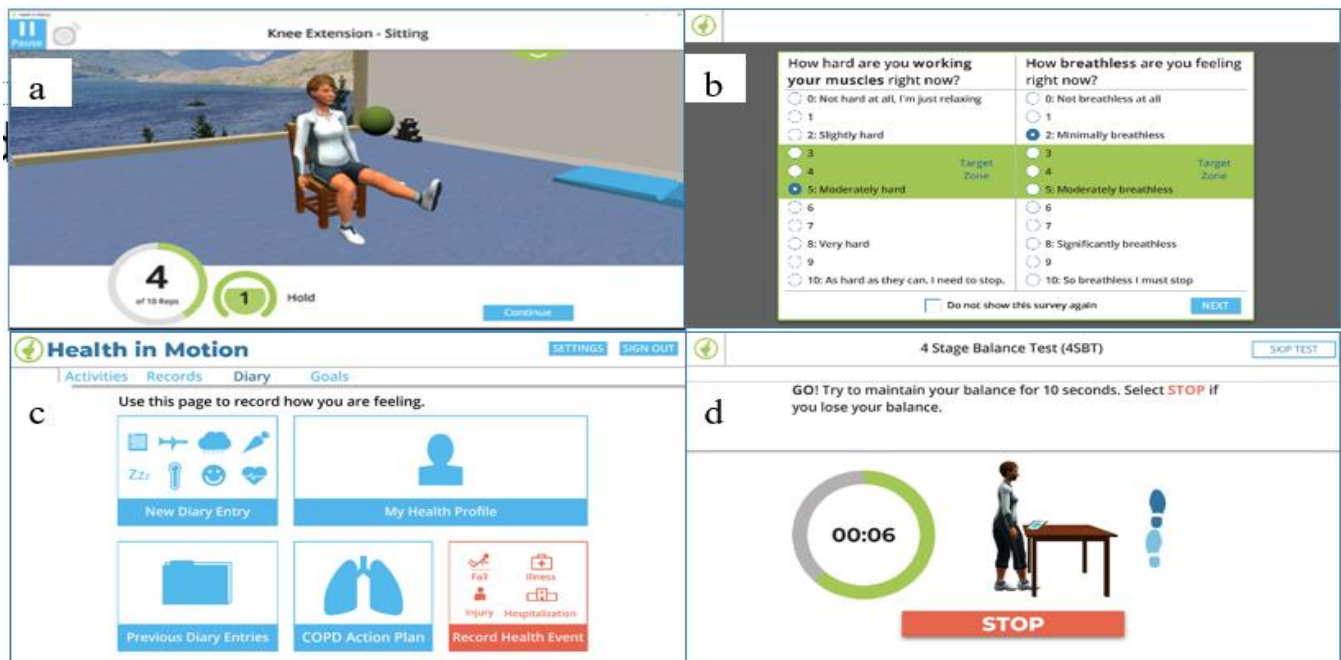 Pause
Knee Extension - Sitting
a
4
of 10 Reps
1
Hold
Continue
b
How hard are you working
your muscles right now?
0: Not hard at all, I'm just relaxing
1
2: Slightly hard
3
4
Target
Zone
5: Moderately hard
6
7
8: Very hard
9
10: As hard as they can, I need to stop.
How breathless are you feeling
right now?
0: Not breathless at all
1
2: Minimally breathless
3
4
Target
Zone
5: Moderately breathless
6
7
8: Significantly breathless
9
10: So breathless I must stop
Do not show this survey again
NEXT
Health in Motion
SETTINGS
SIGN OUT
Activities Records Diary Goals
c
Use this page to record how you are feeling.
Zzz
New Diary Entry
My Health Profile
Previous Diary Entries
COPD Action Plan
Fall
Illness
Injury
Hospitalization
Record Health Event
4 Stage Balance Test (4SBT)
SKIP TEST
d
GO! Try to maintain your balance for 10 seconds. Select STOP if
you lose your balance.
00:06
STOP